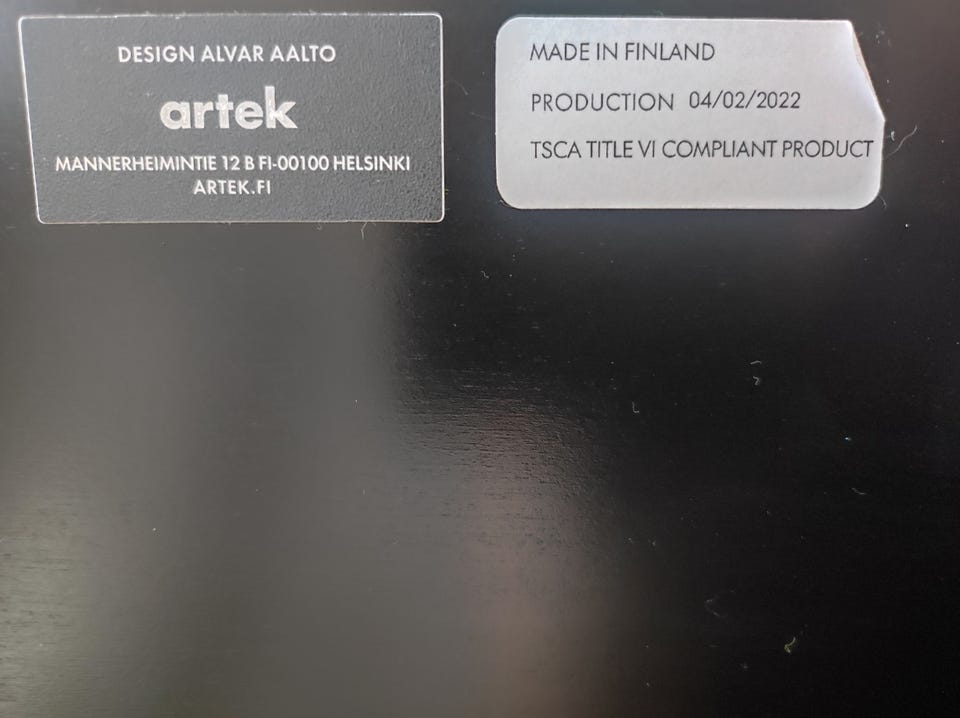 DESIGN ALVAR AALTO
artek
MANNERHEIMINTIE 12 B FI-00100 HELSINKI
ARTEK.FI
MADE IN FINLAND
PRODUCTION 04/02/2022
TSCA TITLE VI COMPLIANT PRODUCT